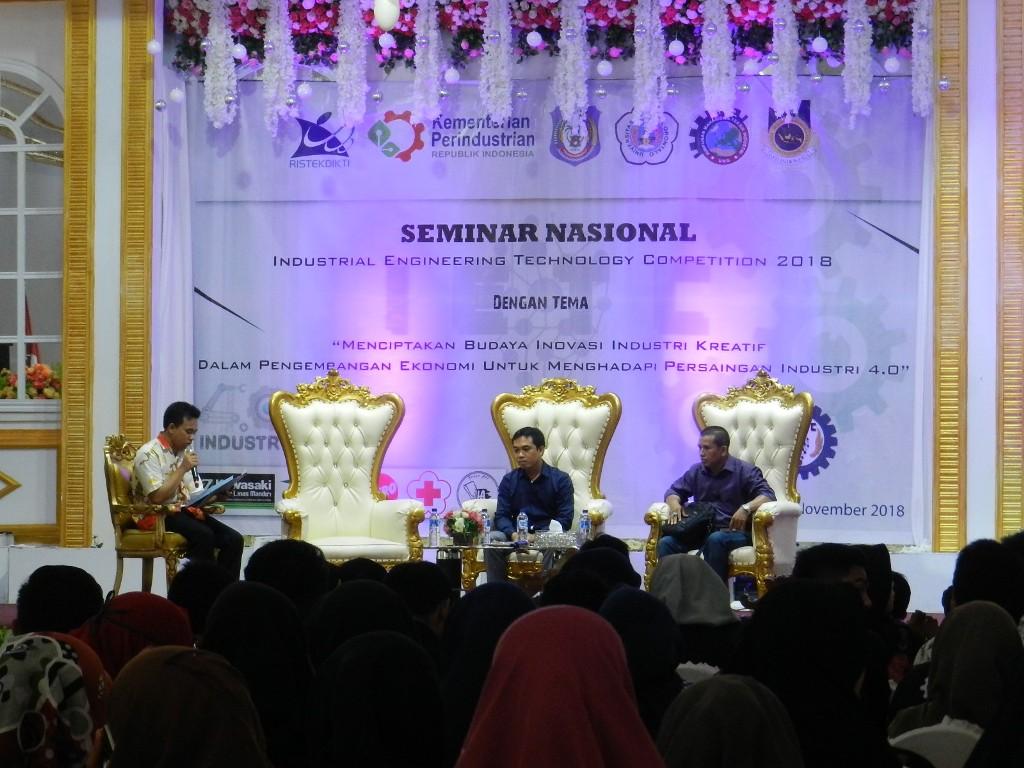 RISTEKDIKTI
Kementerian
Perindustrian
REPUBLIK INDONESIA
SEMINAR NASIONAL
INDUSTRIAL ENGINEERING TECHNOLOGY COMPETITION 2018
DENGAN TEMA
"MENCIPTAKAN BUDAYA INOVASI INDUSTRI KREATIF
DALAM PENGEMBANGAN EKONOMI UNTUK MENGHADAPI PERSAINGAN INDUSTRI 4.0"
INDUSTR
Kawasaki
November 2018